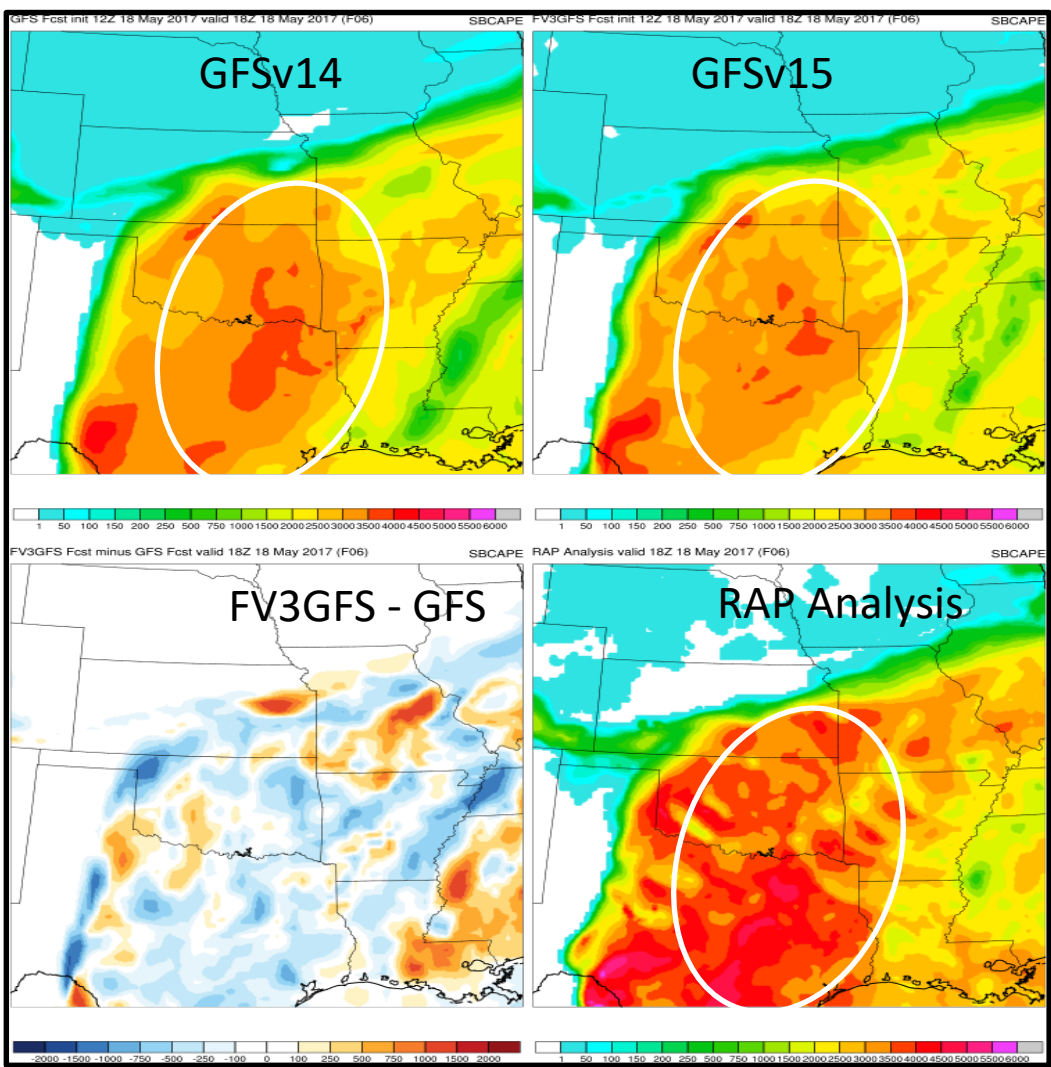 GFS Fcst init 12Z 18 May 2017 valid 18Z 18 May 2017 (F06) SBCAPE
FV3GFS Fcst init 12Z 18 May 2017 valid 18Z 18 May 2017 (F06) SBCAPE
GFSv14
GFSv15
1 50 100 150 200 250 500 750 1000 1500 2000 2500 3000 3500 4000 4500 5000 5500 6000
1 50 100 150 200 250 500 750 1000 1500 2000 2500 3000 3500 4000 4500 5000 5500 6000
FV3GFS Fcst minus GFS Fcst valid 18Z 18 May 2017 (F06) SBCAPE
RAP Analysis valid 18Z 18 May 2017 (F06) SBCAPE
FV3GFS - GFS
RAP Analysis
-2000 -1500 -1000 -750 -500 -250 -100 0 100 250 500 750 1000 1500 2000
1 50 100 150 200 250 500 750 1000 1500 2000 2500 3000 3500 4000 4500 5000 5500 6000